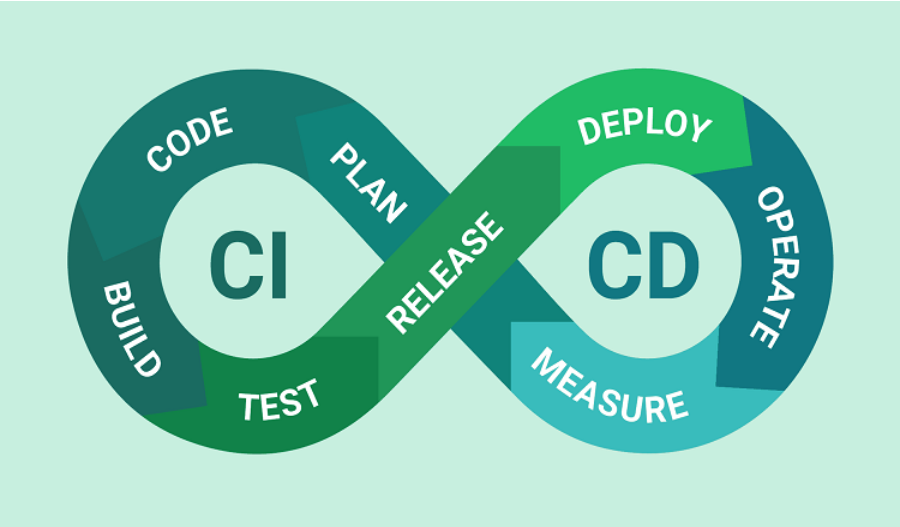 PLAN
CODE
BUILD
TEST
RELEASE
DEPLOY
OPERATE
MEASURE
CI
CD